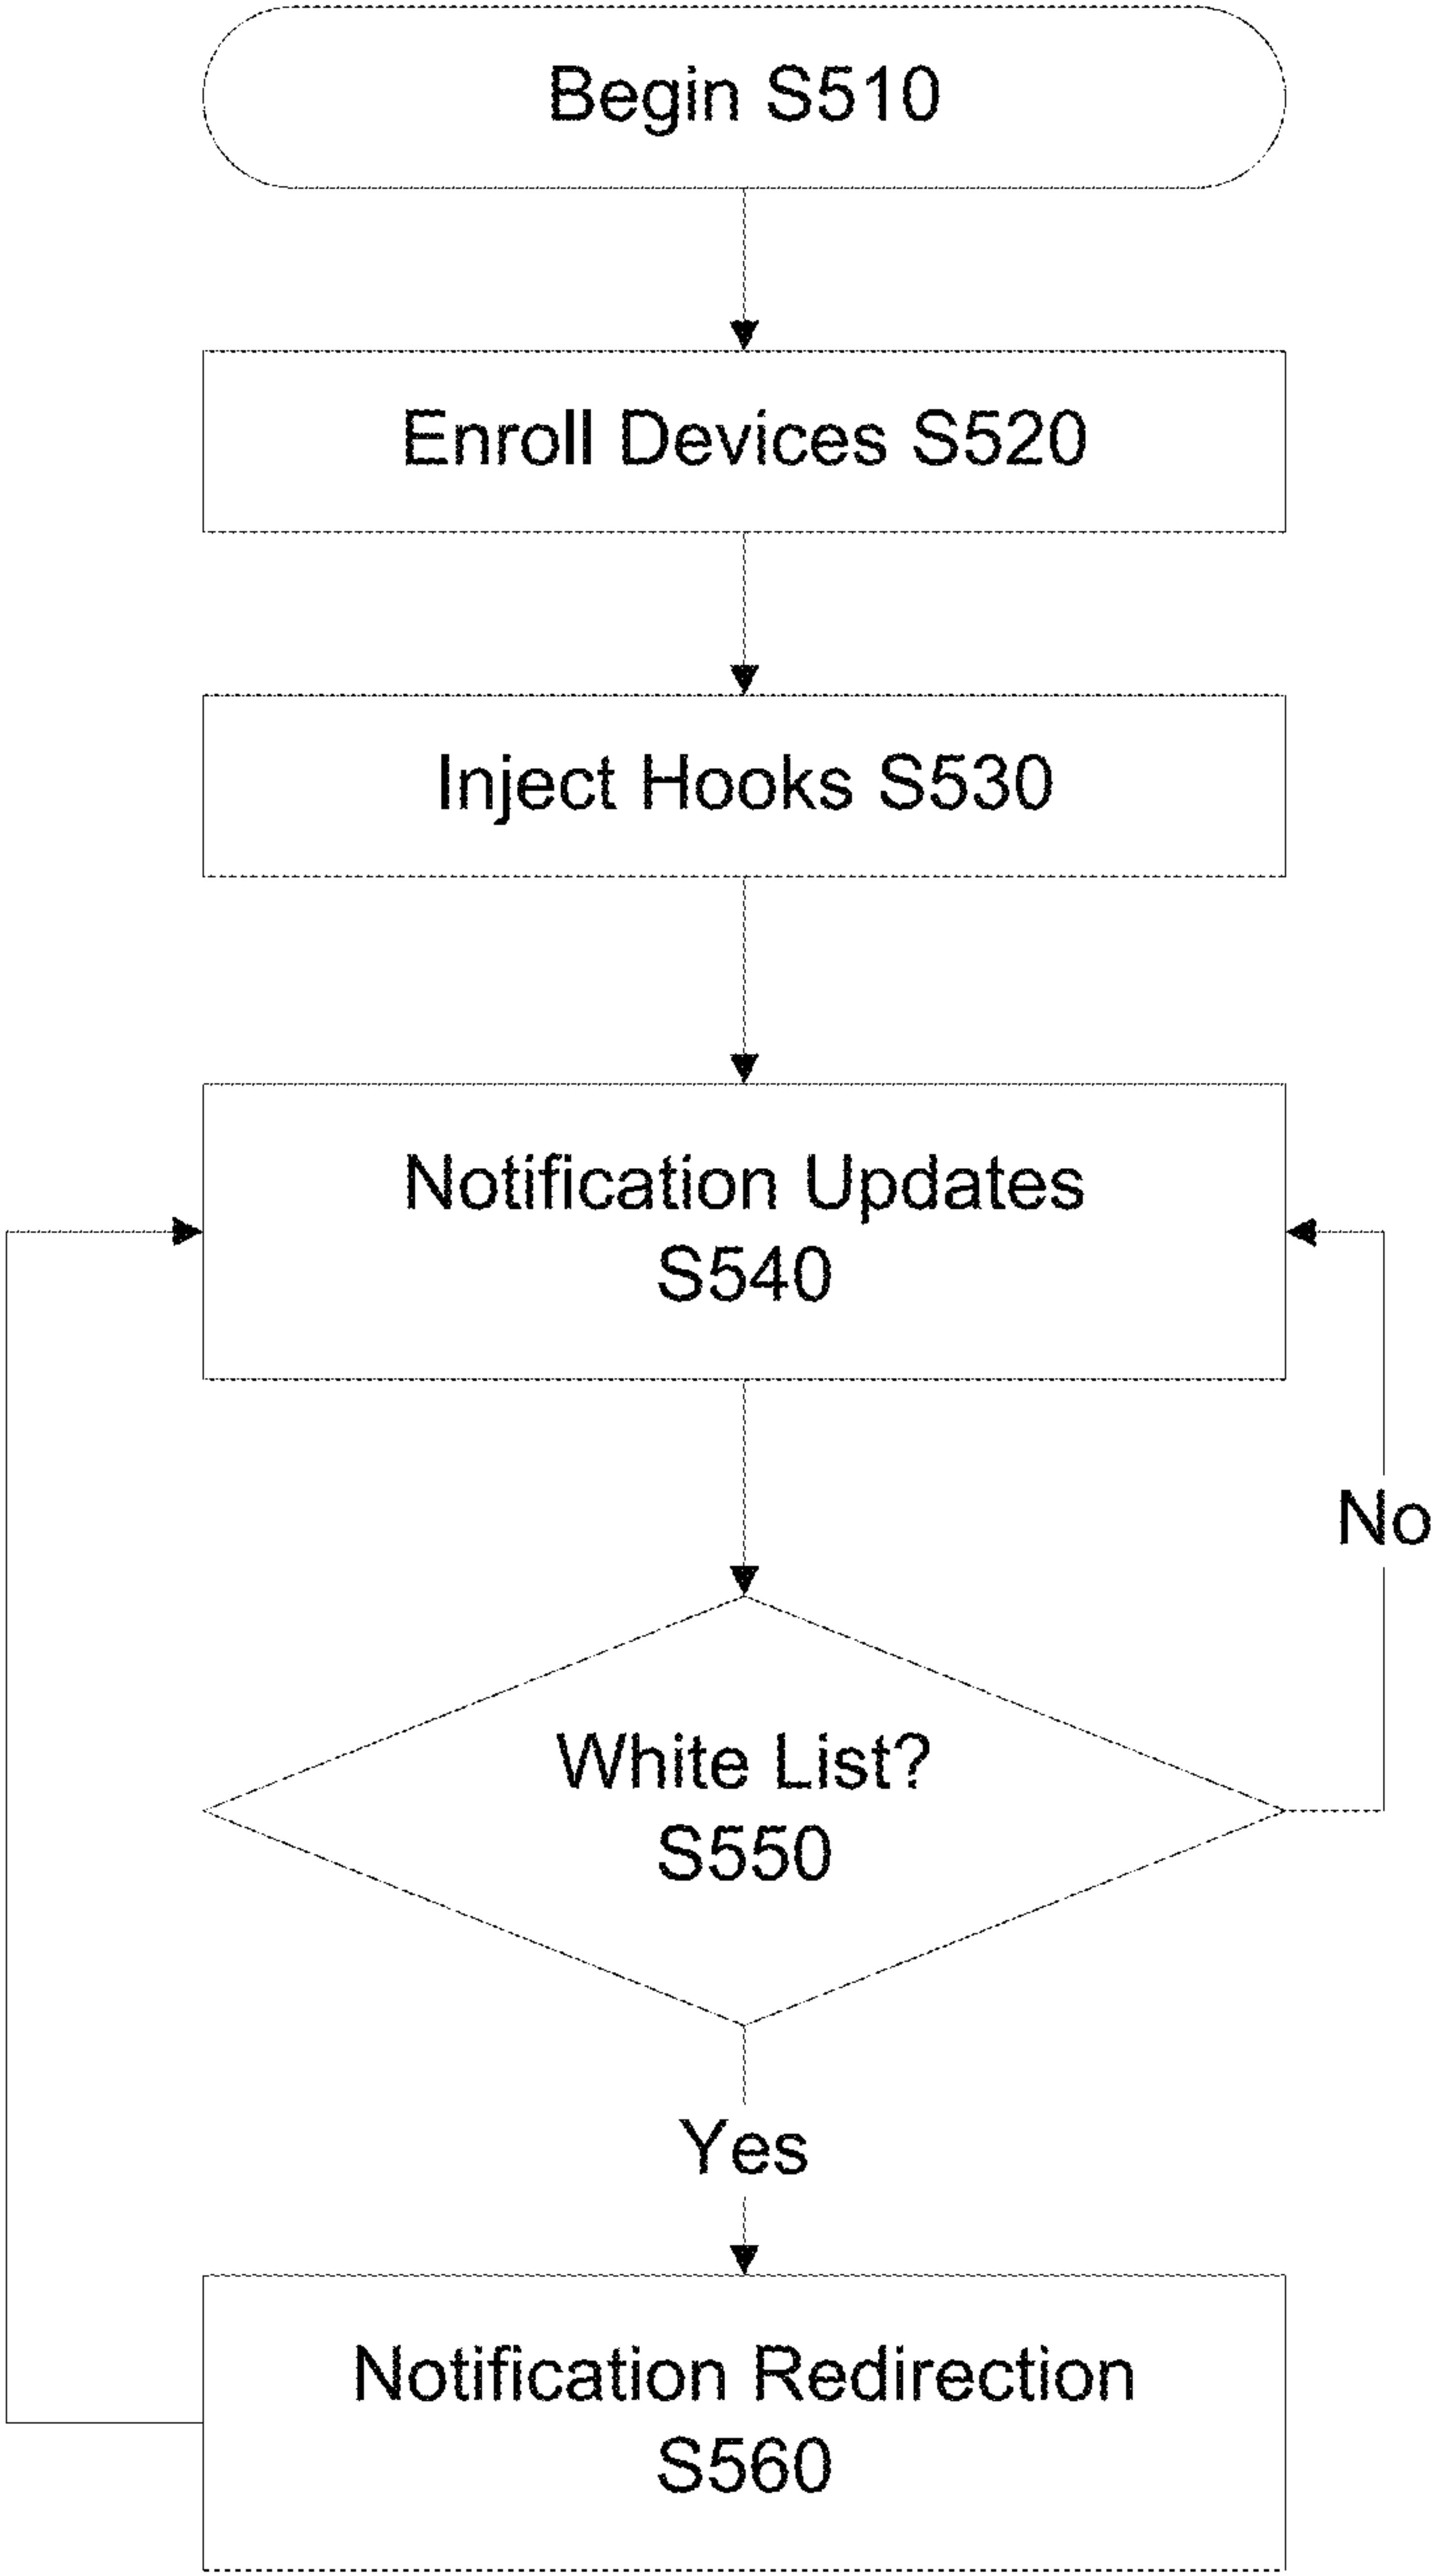 Begin S510
Enroll Devices S520
Inject Hooks S530
Notification Updates
S540
No
White List?
S550
Yes
Notification Redirection
S560